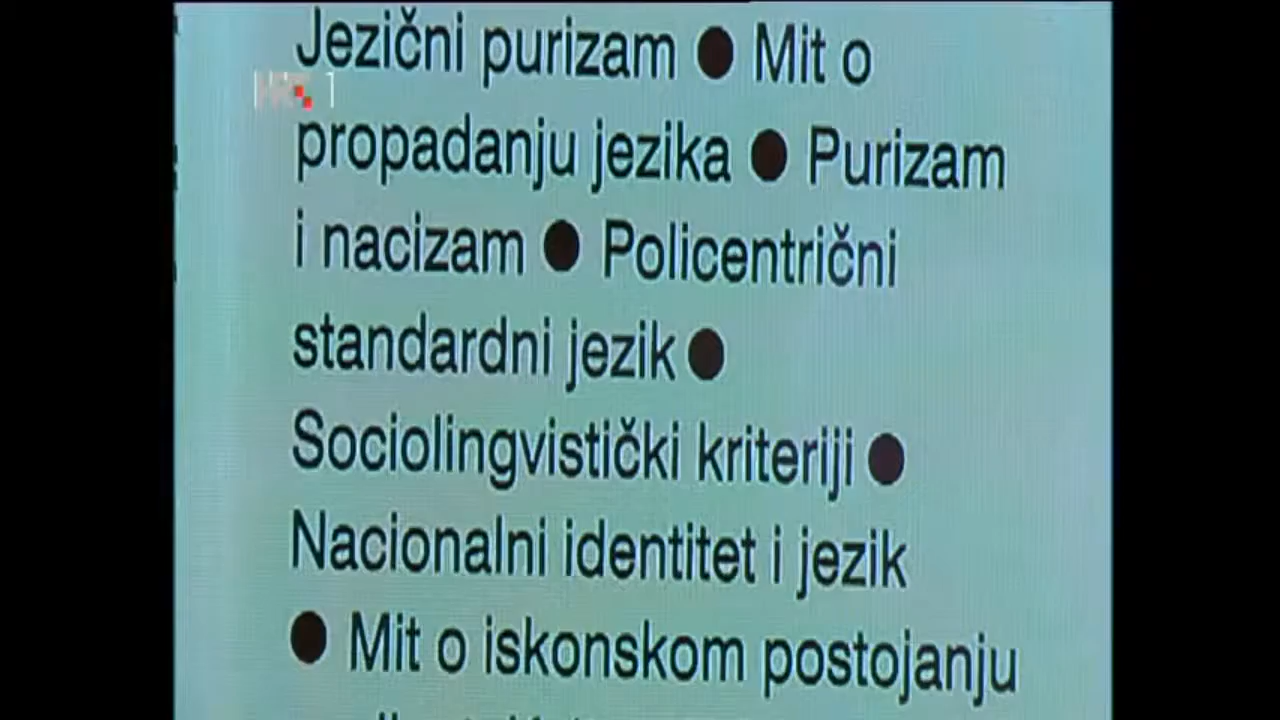 Jezični purizam ● Mit o
HRT 1
propadanju jezika ● Purizam
i nacizam ● Policentrični
standardni jezik ●
Sociolingvistički kriteriji ●
Nacionalni identitet i jezik
● Mit o iskonskom postojanju